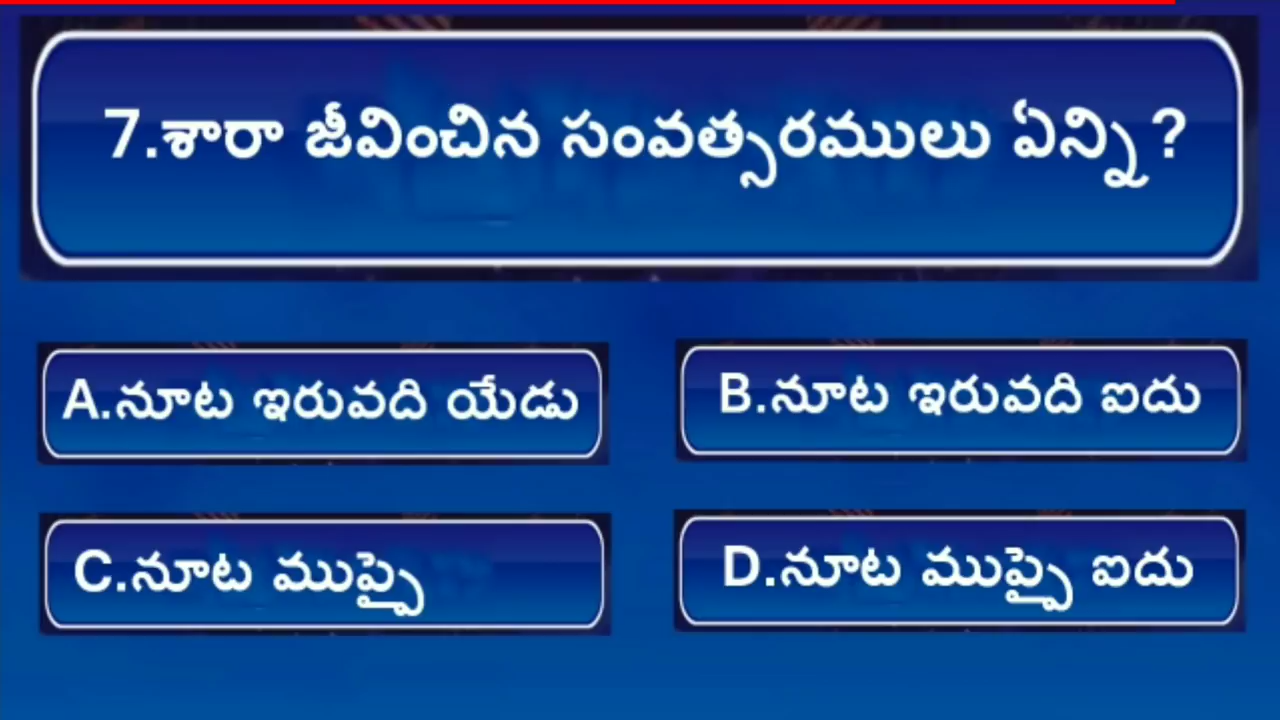 7.శారా జీవించిన సంవత్సరములు ఏన్ని?
A.నూట ఇరువది యేడు
B.నూట ఇరువది ఐదు
C.నూట ముప్పై
D.నూట ముప్పై ఐదు